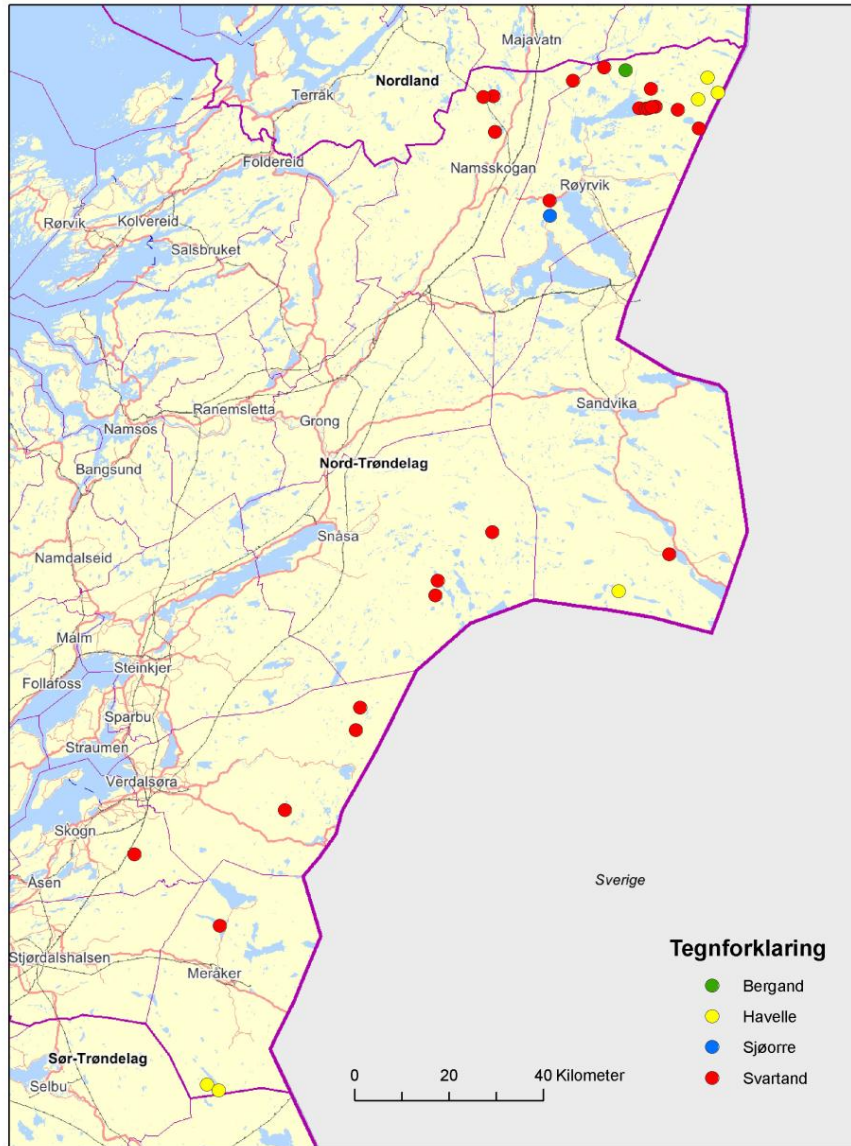 Majavatn
Nordland
Terråk
Foldereid
Namsskogan
Røyrvik
Rørvik
Kolvereid
Salsbruket
Sandvika
Ranemsletta
Grong
Namsos
Bangsund
Nord-Trøndelag
Snåsa
Namdalseid
Malm
Steinkjer
Follafoss
Sparbu
Straumen
Verdalsøra
Skogn
Åsen
Sverige
Stjørdalshalsen
Meråker
Tegnforklaring
Bergand
Havelle
Sjøorre
Svartand
Sør-Trøndelag
Selbu
0 20 40 Kilometer